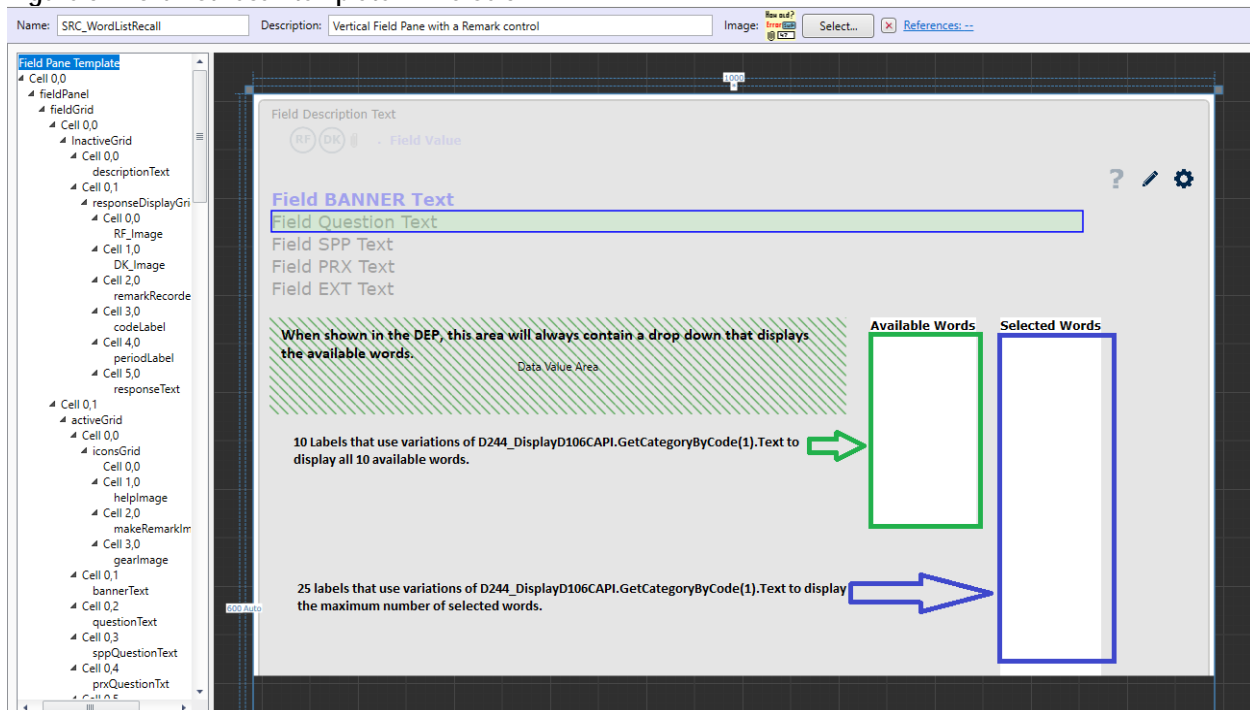 Name: SRC_WordListRecall Description: Vertical Field Pane with a Remark control Image: How old? Error Select... References: --
Field Pane Template
Cell 0,0
fieldPanel
fieldGrid
Cell 0,0
InactiveGrid
Cell 0,0
descriptionText
Cell 0,1
responseDisplayGri
Cell 0,0
RF_Image
Cell 1,0
DK_Image
Cell 2,0
remarkRecorde
Cell 3,0
codeLabel
Cell 4,0
periodLabel
Cell 5,0
responseText
Cell 0,1
activeGrid
Cell 0,0
iconsGrid
Cell 0,0
Cell 1,0
helpImage
Cell 2,0
makeRemarkIm
Cell 3,0
gearImage
Cell 0,1
bannerText
Cell 0,2
questionText
Cell 0,3
sppQuestionText
Cell 0,4
prxQuestionTxt
1000
*
Field Description Text
RF DK . Field Value
?
Field BANNER Text
Field Question Text
Field SPP Text
Field PRX Text
Field EXT Text
When shown in the DEP, this area will always contain a drop down that displays
the available words.
Data Value Area
Available Words Selected Words
10 Labels that use variations of D244_DisplayD106CAPI.GetCategoryByCode(1).Text to
display all 10 available words.
25 labels that use variations of D244_DisplayD106CAPI.GetCategoryByCode(1).Text to display
the maximum number of selected words.
600 Auto